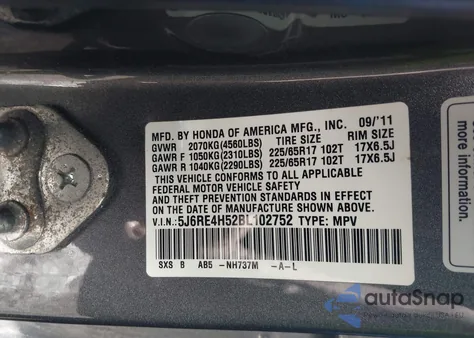 MFD. BY HONDA OF AMERICA MFG., INC. 09/'11
GVWR 2070KG(4560LBS) TIRE SIZE RIM SIZE
GAWR F 1050KG(2310LBS) 225/65R17 102T 17X6.5J
GAWR R 1040KG(2290LBS) 225/65R17 102T 17X6.5J
THIS VEHICLE CONFORMS TO ALL APPLICABLE
FEDERAL MOTOR VEHICLE SAFETY
AND THEFT PREVENTION STANDARDS IN EFFECT ON THE
DATE OF MANUFACTURE SHOWN ABOVE.
V.I.N.: 5J6RE4H52BL102752 TYPE: MPV
SXS B AB5 -NH737M -A-L
information.
autoSnap